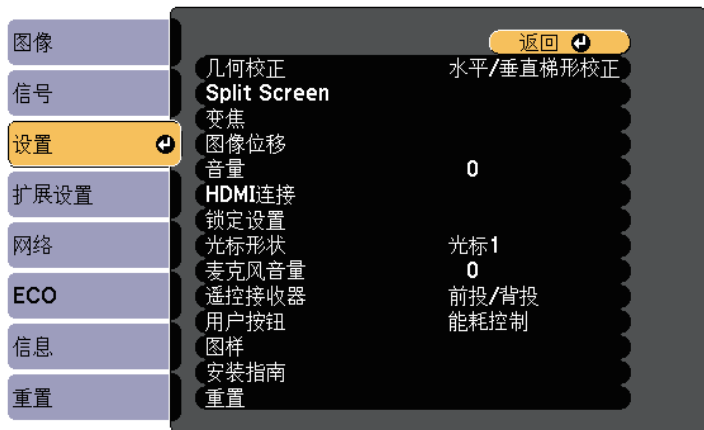 图像
信号
设置
扩展设置
网络
ECO
信息
重置
返回
几何校正 水平/垂直梯形校正
Split Screen
变焦
图像位移
音量 0
HDMI连接
锁定设置
光标形状 光标1
麦克风音量 0
遥控接收器 前投/背投
用户按钮 能耗控制
图样
安装指南
重置